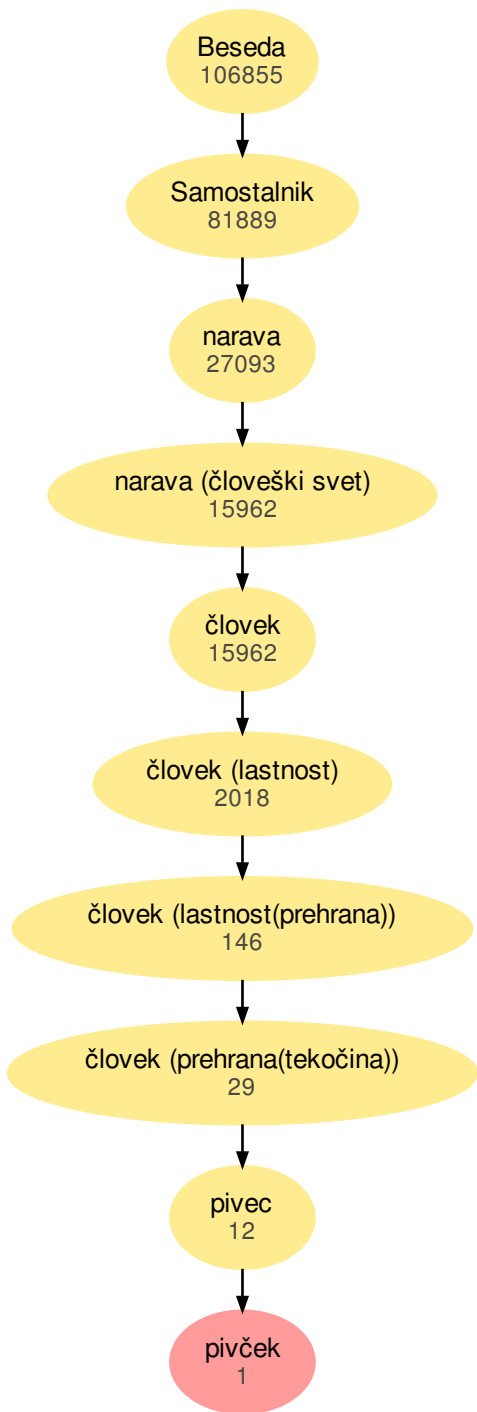 Beseda
106855
Samostalnik
81889
narava
27093
narava (človeški svet)
15962
človek
15962
človek (lastnost)
2018
človek (lastnost(prehrana))
146
človek (prehrana(tekočina))
29
pivec
12
pivček
1